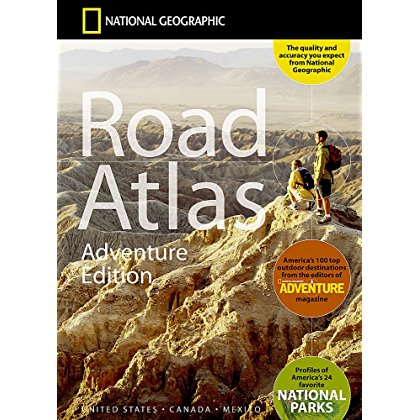 NATIONAL GEOGRAPHIC
The quality and
accuracy you expect
from National
Geographic
Road
Atlas
Adventure
Edition
America's 100 top
outdoor destinations
from the editors of
ADVENTURE
magazine
Profiles of
America's 24
favorite
NATIONAL
PARKS
UNITED STATES • CANADA • MEXICO